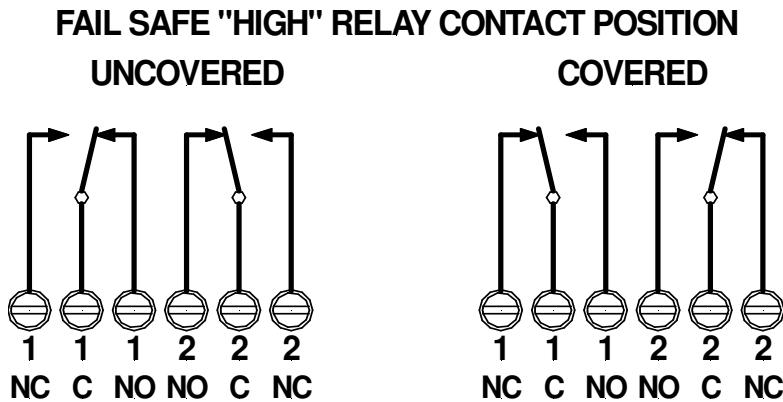 FAIL SAFE "HIGH" RELAY CONTACT POSITION
UNCOVERED COVERED
1 1 1 2 2 2 1 1 1 2 2 2
NC C NO NO C NC NC C NO NO C NC